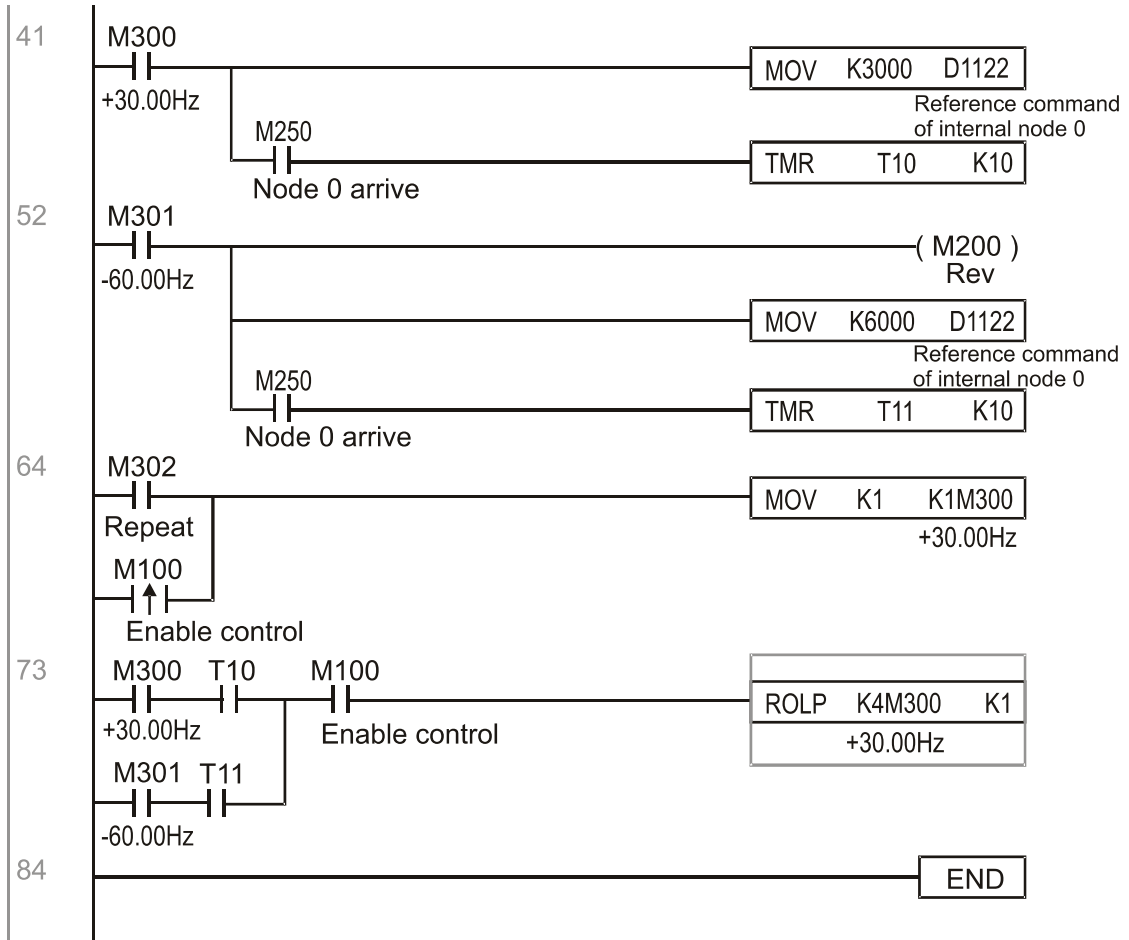 41
M300
+30.00Hz
MOV K3000 D1122
Reference command
of internal node 0
M250
Node 0 arrive
TMR T10 K10
52
M301
-60.00Hz
( M200 )
Rev
MOV K6000 D1122
Reference command
of internal node 0
M250
Node 0 arrive
TMR T11 K10
64
M302
Repeat
MOV K1 K1M300
+30.00Hz
M100
Enable control
73
M300 T10 M100
+30.00Hz
Enable control
ROLP K4M300 K1
+30.00Hz
M301 T11
-60.00Hz
84
END